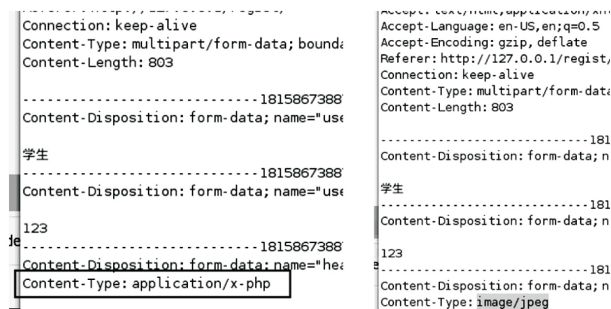 Connection: keep-alive
Content-Type: multipart/form-data; bounda
Content-Length: 803
-----------------------------1815867388
Content-Disposition: form-data; name="use
学生
-----------------------------1815867388
Content-Disposition: form-data; name="use
123
-----------------------------1815867388
Content-Disposition: form-data; name="hea
Content-Type: application/x-php
Accept-Language: en-US,en;q=0.5
Accept-Encoding: gzip, deflate
Referer: http://127.0.0.1/regist/
Connection: keep-alive
Content-Type: multipart/form-data
Content-Length: 803
-----------------------------181
Content-Disposition: form-data; n
学生
-----------------------------181
Content-Disposition: form-data; n
123
-----------------------------181
Content-Disposition: form-data; n
Content-Type: image/jpeg